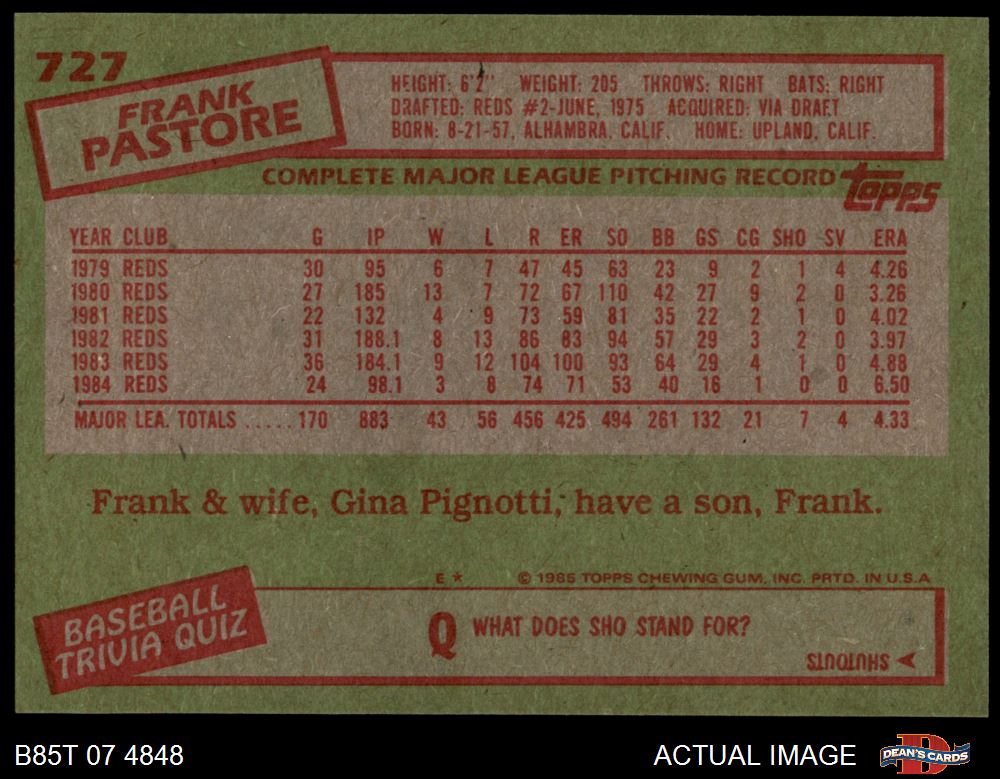 727
FRANK
PASTORE
HEIGHT: 6'2" WEIGHT: 205 THROWS: RIGHT BATS: RIGHT
DRAFTED: REDS #2-JUNE, 1975 ACQUIRED: VIA DRAFT
BORN: 8-21-57, ALHAMBRA, CALIF. HOME: UPLAND, CALIF.
COMPLETE MAJOR LEAGUE PITCHING RECORD topps
YEAR CLUB G IP W L R ER SO BB GS CG SHO SV ERA
1979 REDS 30 95 6 7 47 45 63 23 9 2 1 4 4.26
1980 REDS 27 185 13 7 72 67 110 42 27 9 2 0 3.26
1981 REDS 22 132 4 9 73 59 81 35 22 2 1 0 4.02
1982 REDS 31 188.1 8 13 86 83 94 57 29 3 2 0 3.97
1983 REDS 36 184.1 9 12 104 100 93 64 29 4 1 0 4.88
1984 REDS 24 98.1 3 8 74 71 53 40 16 1 0 0 6.50
MAJOR LEA. TOTALS ..... 170 883 43 56 456 425 494 261 132 21 7 4 4.33
Frank & wife, Gina Pignotti, have a son, Frank.
E * © 1985 TOPPS CHEWING GUM, INC. PRTD. IN U.S.A
BASEBALL
TRIVIA QUIZ
Q WHAT DOES SHO STAND FOR?
SHUTOUTS
B85T 07 4848
ACTUAL IMAGE
D
DEAN'S CARDS